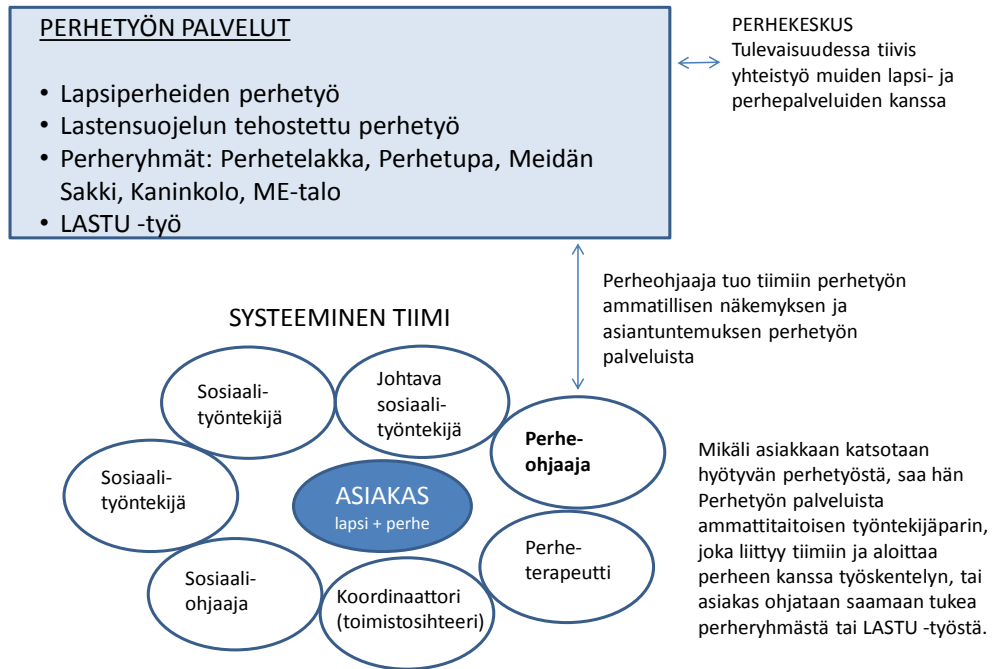 PERHETYÖN PALVELUT
• Lapsiperheiden perhetyö
• Lastensuojelun tehostettu perhetyö
• Perheryhmät: Perhetelakka, Perhetupa, Meidän
Sakki, Kaninkolo, ME-talo
• LASTU -työ
PERHEKESKUS
Tulevaisuudessa tiivis
yhteistyö muiden lapsi- ja
perhepalveluiden kanssa
Perheohjaaja tuo tiimiin perhetyön
ammatillisen näkemyksen ja
asiantuntemuksen perhetyön
palveluista
SYSTEEMINEN TIIMI
Sosiaali-
työntekijä
Johtava
sosiaali-
työntekijä
Perhe-
ohjaaja
Sosiaali-
työntekijä
ASIAKAS
lapsi + perhe
Perhe-
terapeutti
Sosiaali-
ohjaaja
Koordinaattori
(toimistosihteeri)
Mikäli asiakkaan katsotaan
hyötyvän perhetyöstä, saa hän
Perhetyön palveluista
ammattitaitoisen työntekijäparin,
joka liittyy tiimiin ja aloittaa
perheen kanssa työskentelyn, tai
asiakas ohjataan saamaan tukea
perheryhmästä tai LASTU -työstä.